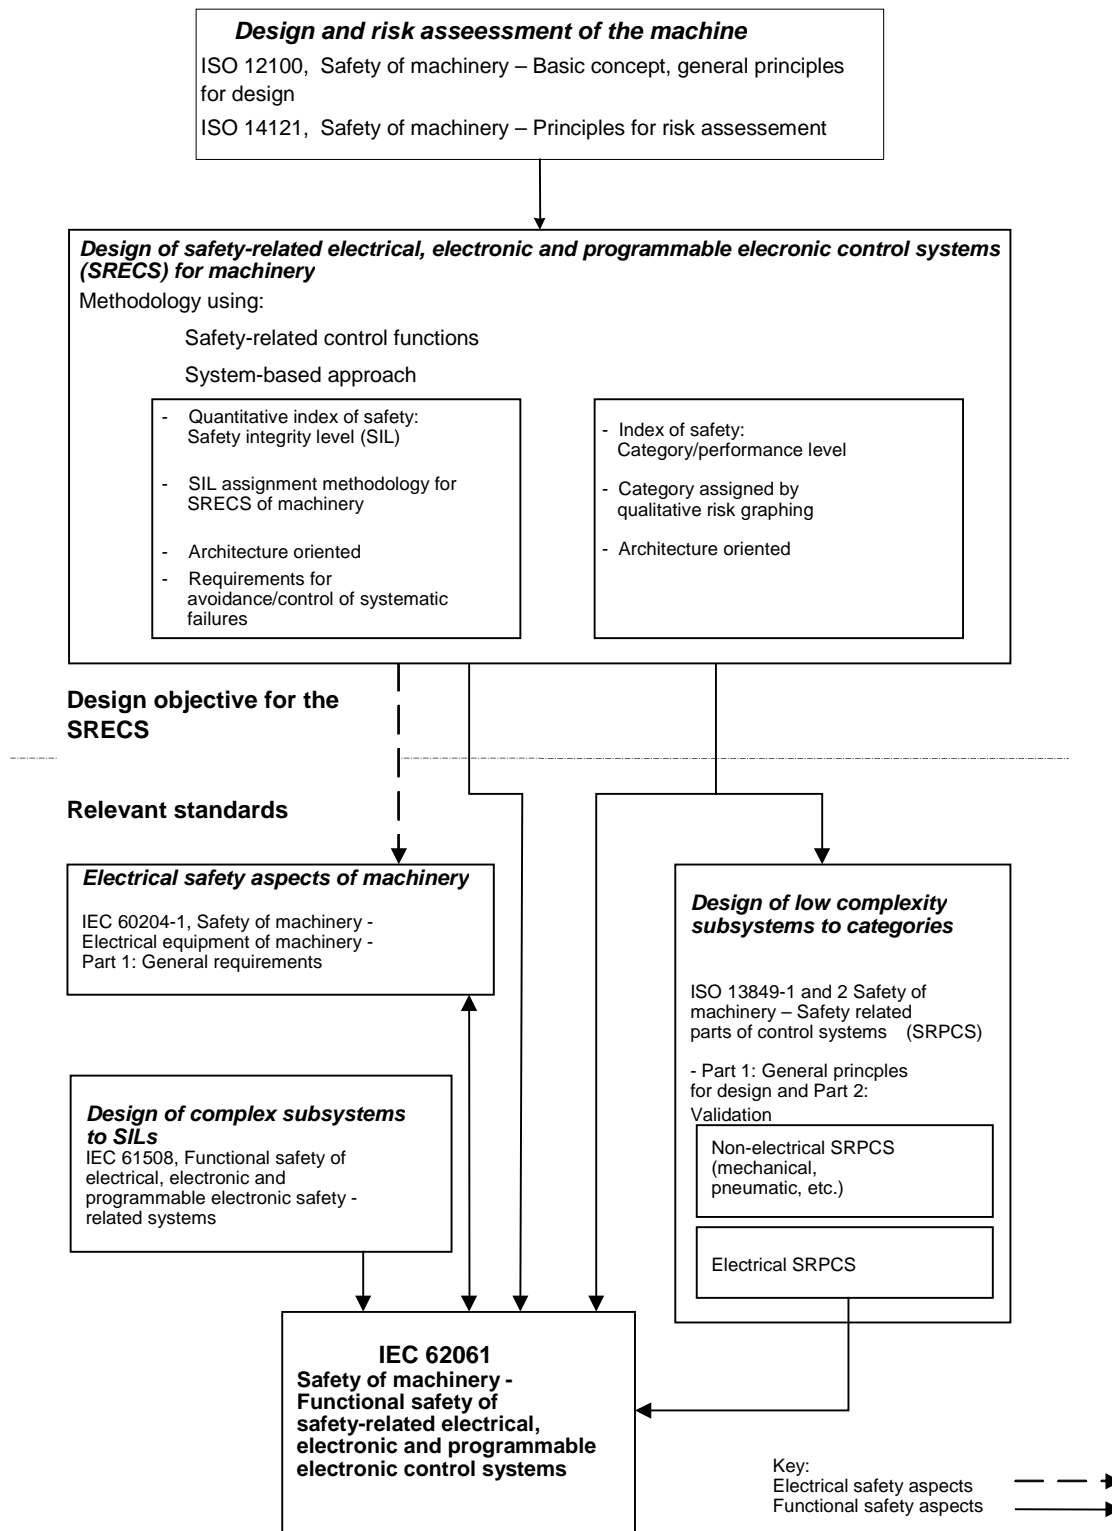 Design and risk asseessment of the machine
ISO 12100, Safety of machinery – Basic concept, general principles
for design
ISO 14121, Safety of machinery – Principles for risk assessement
Design of safety-related electrical, electronic and programmable elecronic control systems
(SRECS) for machinery
Methodology using:
Safety-related control functions
System-based approach
- Quantitative index of safety:
Safety integrity level (SIL)
- SIL assignment methodology for
SRECS of machinery
- Architecture oriented
- Requirements for
avoidance/control of systematic
failures
- Index of safety:
Category/performance level
- Category assigned by
qualitative risk graphing
- Architecture oriented
Design objective for the
SRECS
Relevant standards
Electrical safety aspects of machinery
IEC 60204-1, Safety of machinery -
Electrical equipment of machinery -
Part 1: General requirements
Design of low complexity
subsystems to categories
ISO 13849-1 and 2 Safety of
machinery – Safety related
parts of control systems (SRPCS)
- Part 1: General princples
for design and Part 2:
Validation
Non-electrical SRPCS
(mechanical,
pneumatic, etc.)
Electrical SRPCS
Design of complex subsystems
to SILs
IEC 61508, Functional safety of
electrical, electronic and
programmable electronic safety -
related systems
IEC 62061
Safety of machinery -
Functional safety of
safety-related electrical,
electronic and programmable
electronic control systems
Key:
Electrical safety aspects
Functional safety aspects